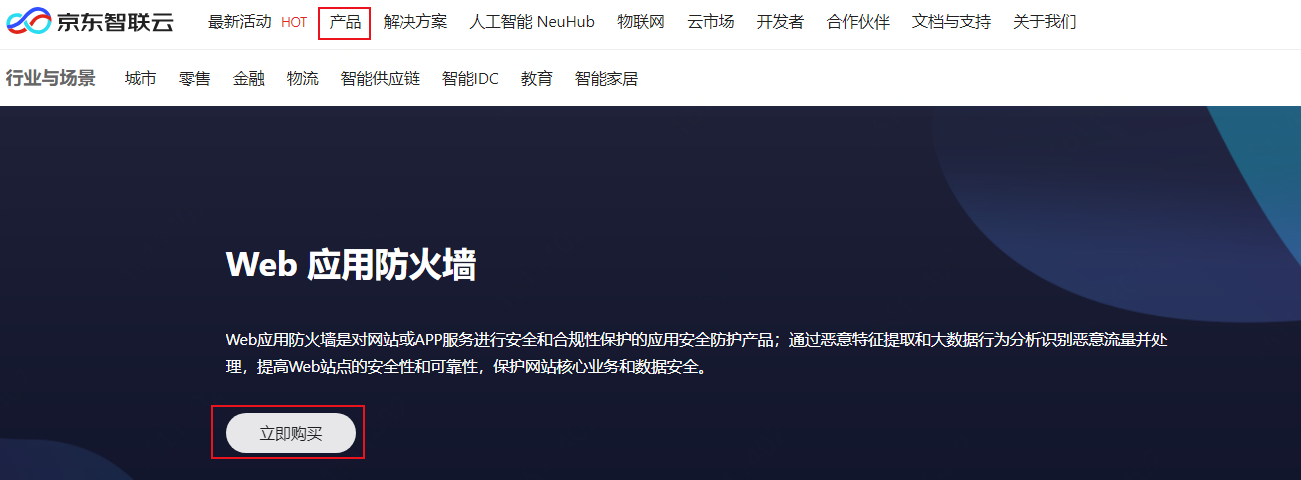 京东智联云 最新活动 HOT 产品 解决方案 人工智能 NeuHub 物联网 云市场 开发者 合作伙伴 文档与支持 关于我们
行业与场景 城市 零售 金融 物流 智能供应链 智能IDC 教育 智能家居
Web 应用防火墙
Web应用防火墙是对网站或APP服务进行安全和合规性保护的应用安全防护产品；通过恶意特征提取和大数据行为分析识别恶意流量并处
理，提高Web站点的安全性和可靠性，保护网站核心业务和数据安全。
立即购买